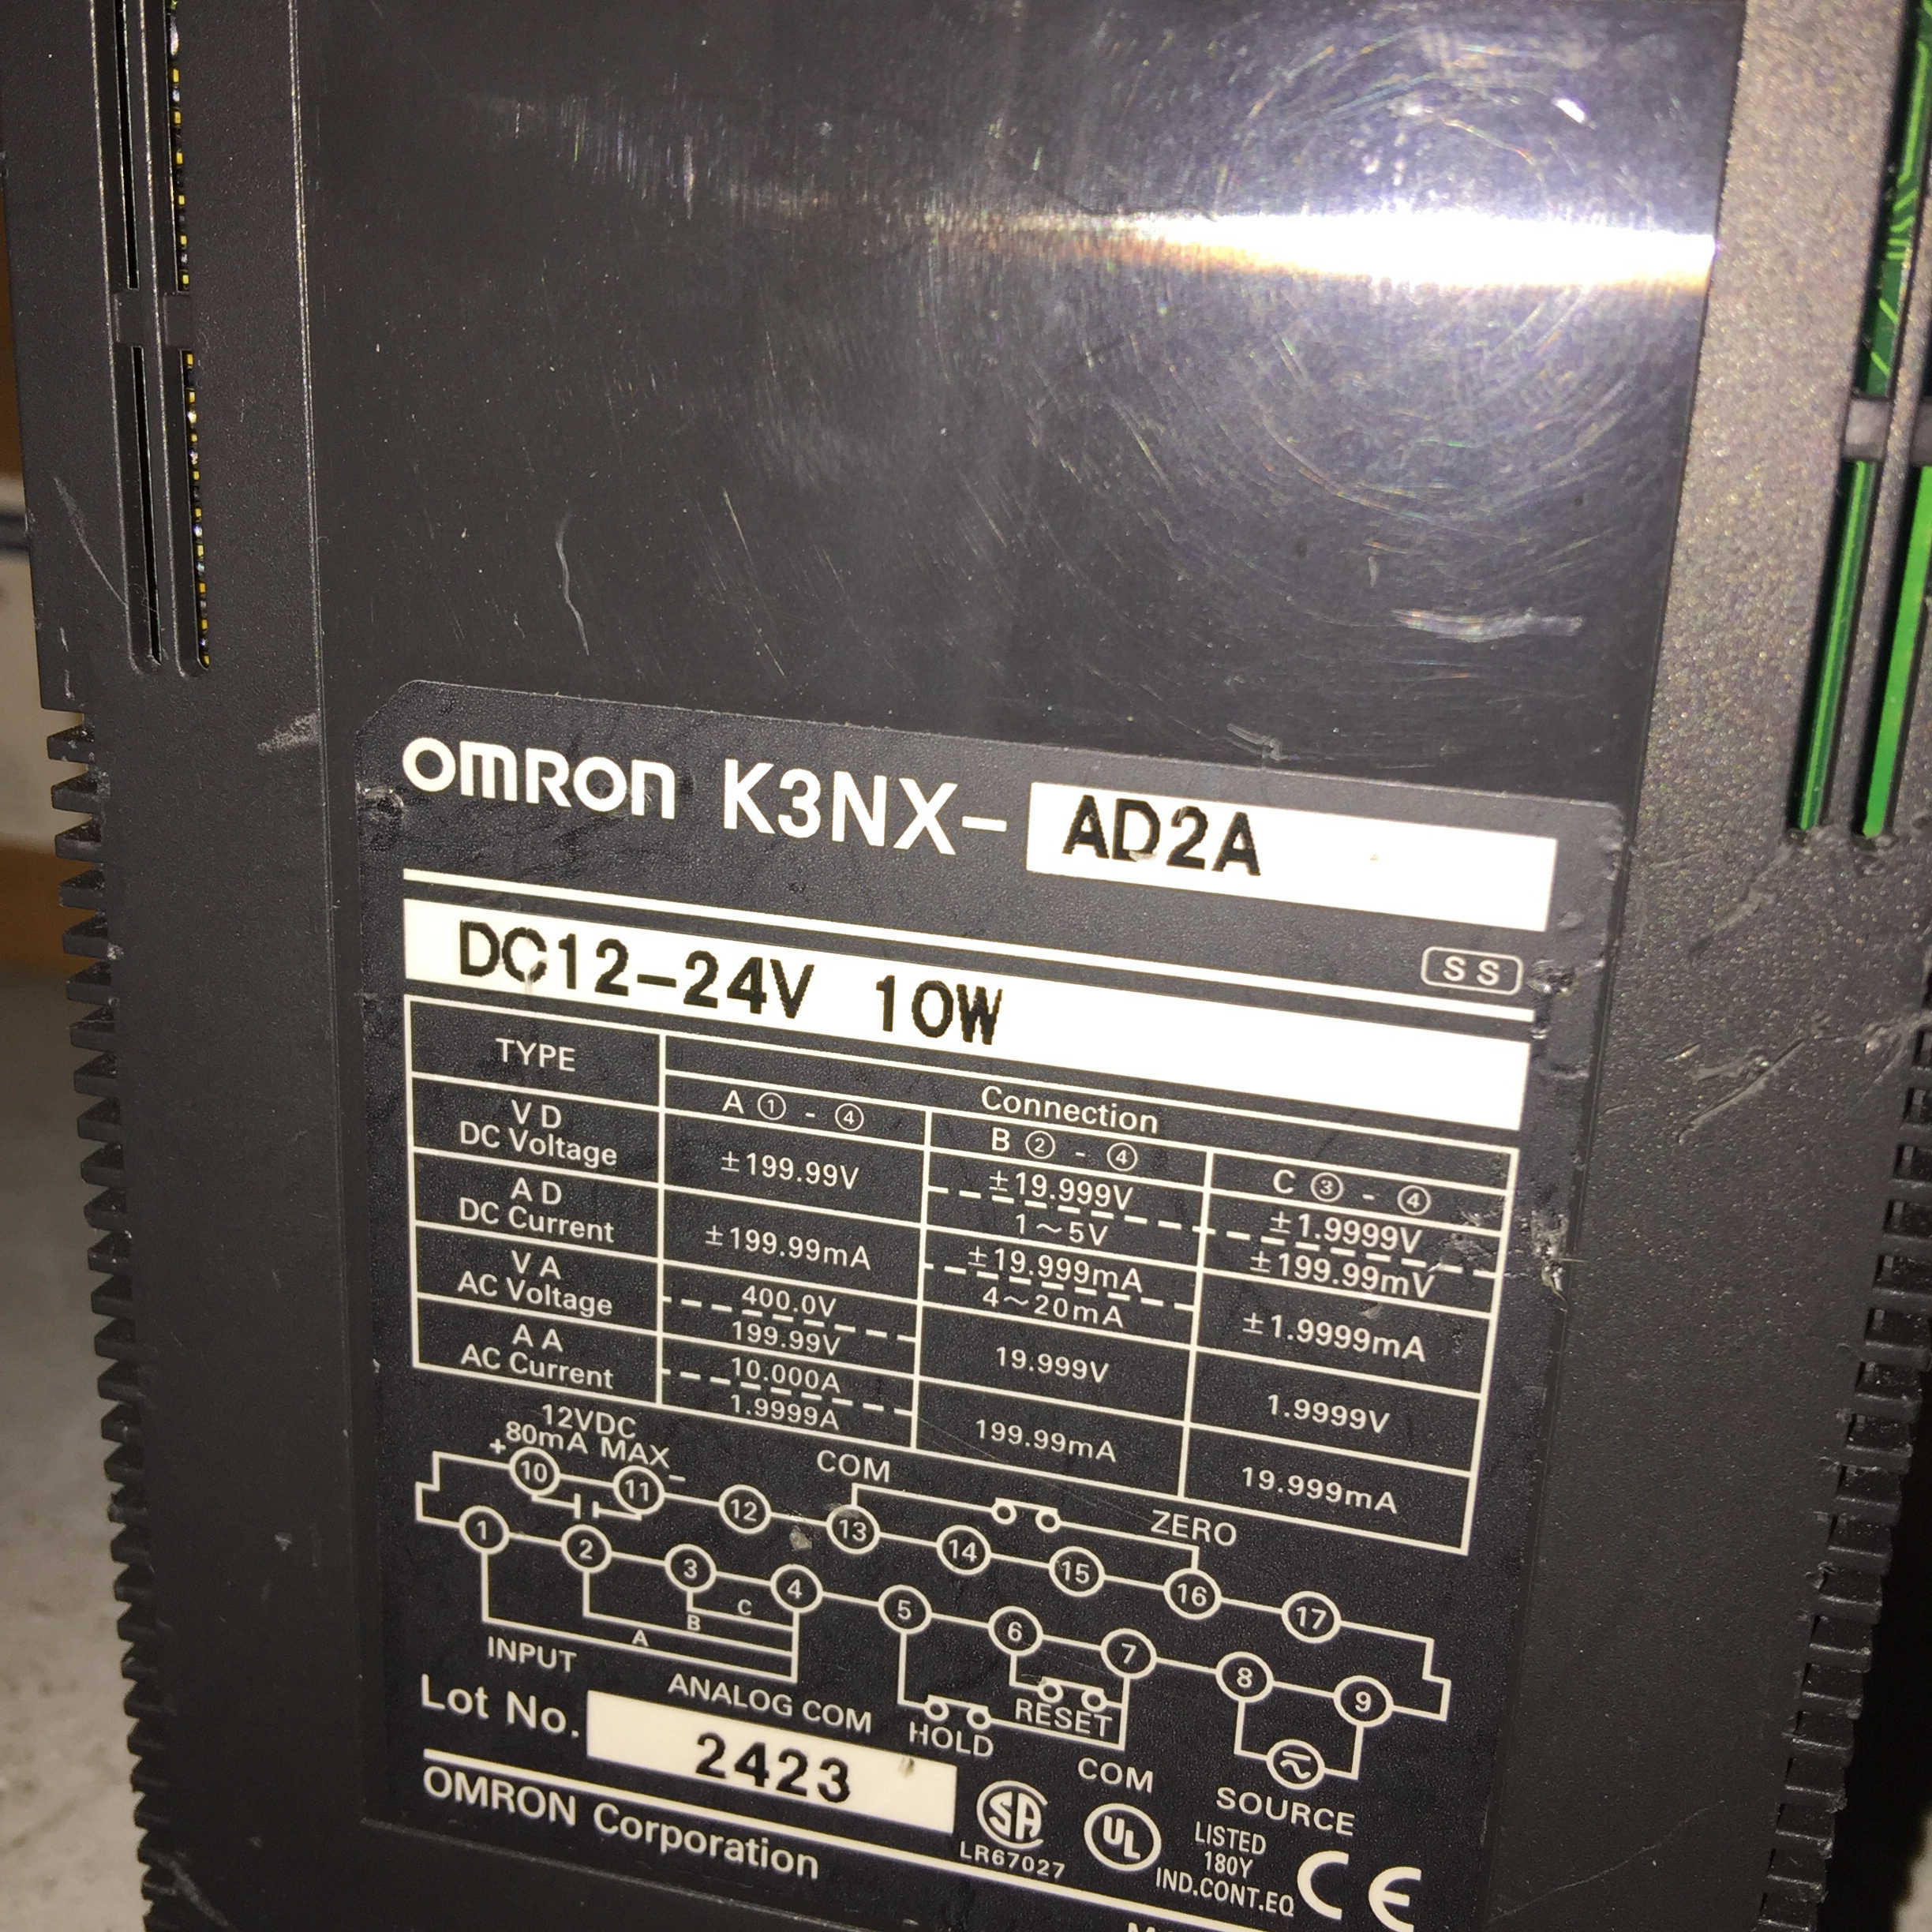 OMRON K3NX- AD2A
S S
DC12-24V 10W
TYPE Connection
A ① - ④ B ② - ④ C ③ - ④
V D
DC Voltage
±199.99V ±19.999V ±1.9999V
1~5V ±199.99mV
A D
DC Current
±199.99mA ±19.999mA ±1.9999mA
4~20mA
V A
AC Voltage
400.0V 19.999V 1.9999V
199.99V
A A
AC Current
10.000A 199.99mA 19.999mA
1.9999A
12VDC
+ 80mA MAX -
COM
ZERO
10 11 12 13 14 15 16 17
1 2 3 4 5 6 7 8 9
C
B
A
INPUT
ANALOG COM
HOLD
RESET
COM
SOURCE
Lot No. 2423
OMRON Corporation
SA
LR67027
UL
LISTED
180Y
IND.CONT.EQ
CE